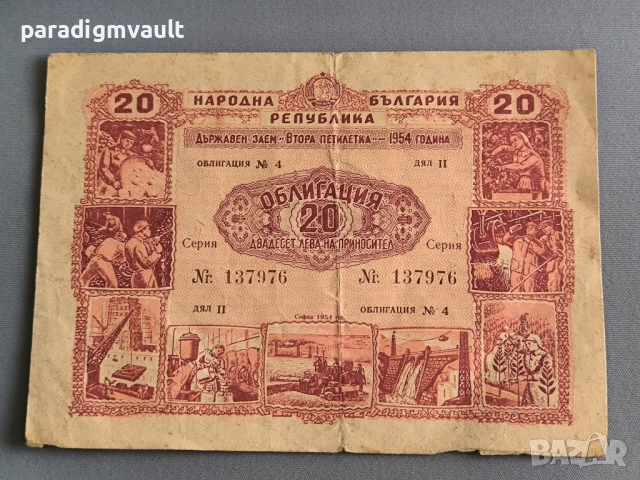 paradigmvault
20 НАРОДНА БЪЛГАРИЯ 20
РЕПУБЛИКА
ДЪРЖАВЕН ЗАЕМ „ВТОРА ПЕТИЛЕТКА“ — 1954 ГОДИНА
ОБЛИГАЦИЯ № 4 ДЯЛ II
ОБЛИГАЦИЯ
20
Серия ДВАДЕСЕТ ЛЕВА НА ПРИНОСИТЕЛ Серия
№: 137976 №: 137976
ДЯЛ II ОБЛИГАЦИЯ № 4
София 1954 год.
BAZAR